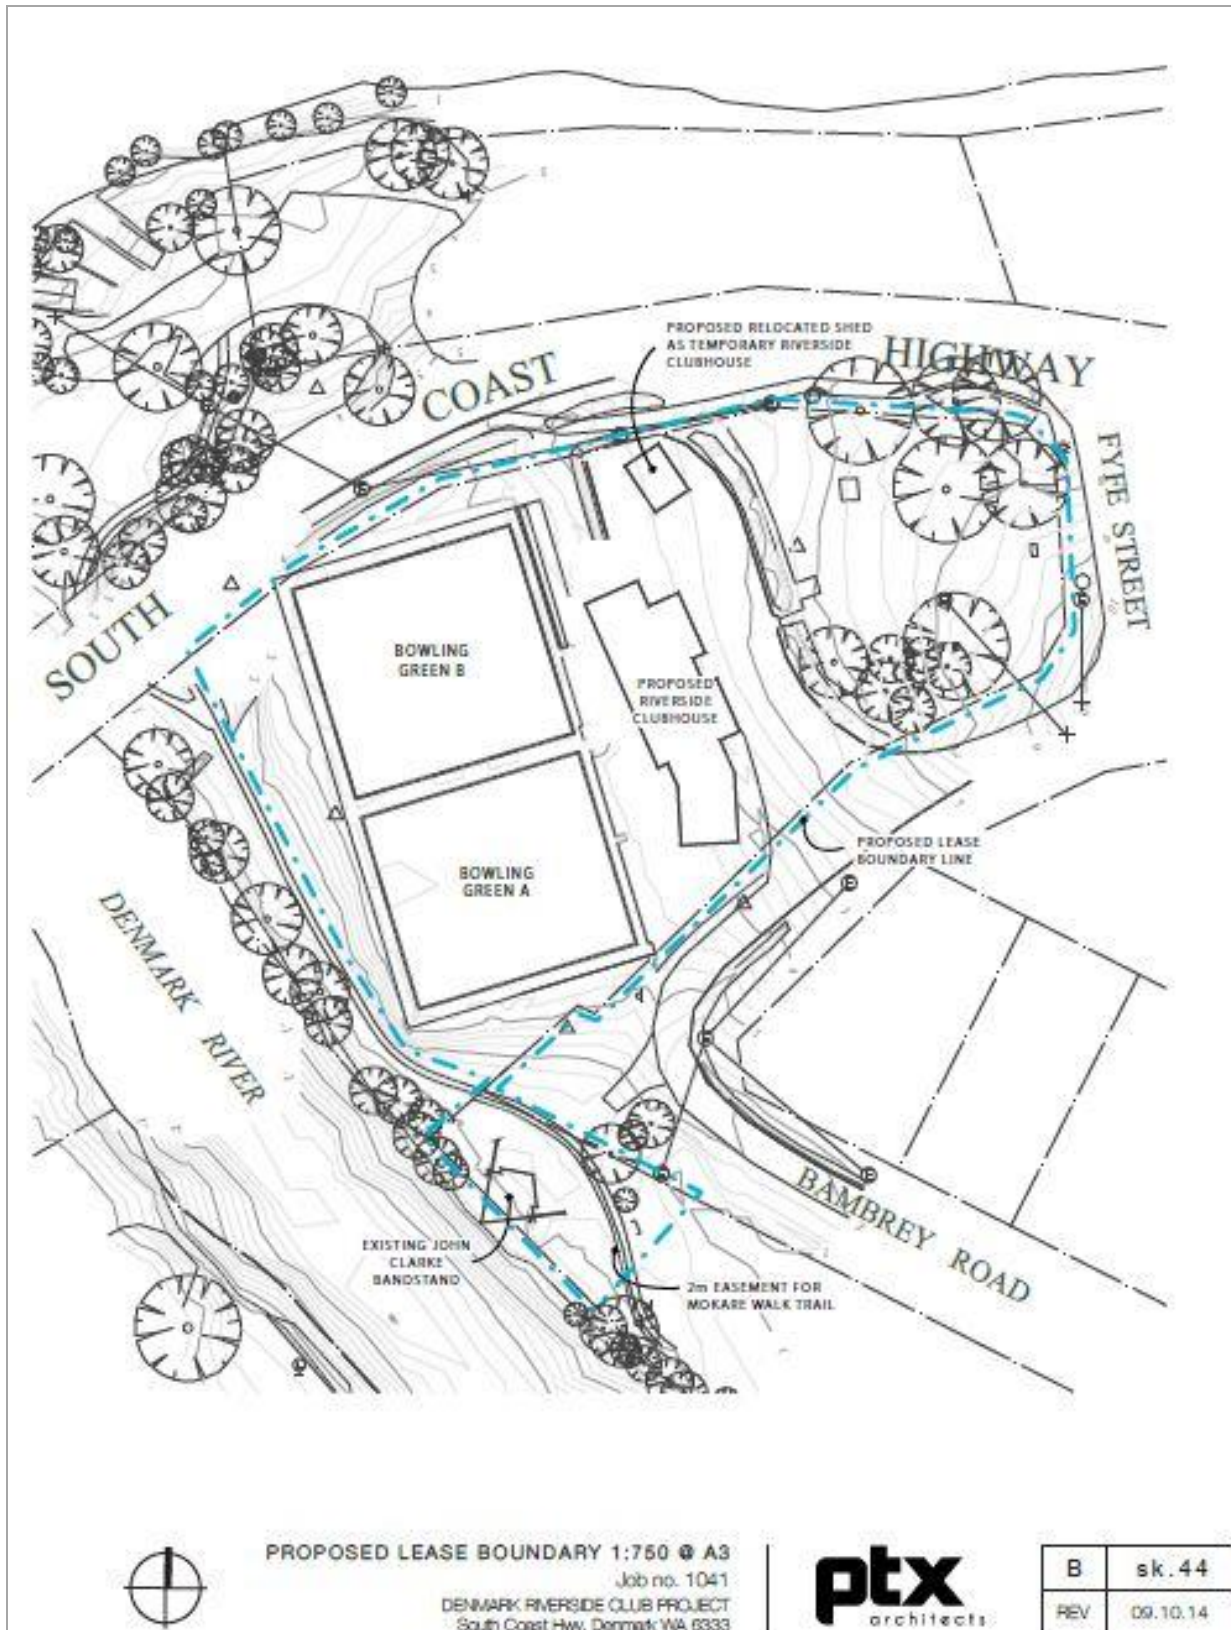 PROPOSED RELOCATED SHED
AS TEMPORARY RIVERSIDE
CLUBHOUSE
SOUTH COAST HIGHWAY
FYFE STREET
BOWLING
GREEN B
PROPOSED
RIVERSIDE
CLUBHOUSE
BOWLING
GREEN A
PROPOSED LEASE
BOUNDARY LINE
DENMARK RIVER
BAMBREY ROAD
EXISTING JOHN
CLARKE
BANDSTAND
2m EASEMENT FOR
MOKARE WALK TRAIL
PROPOSED LEASE BOUNDARY 1:750 @ A3
Job no. 1041
DENMARK RIVERSIDE CLUB PROJECT
South Coast Hwy, Denmark WA 6333
ptx
architects
B sk.44
REV 09.10.14